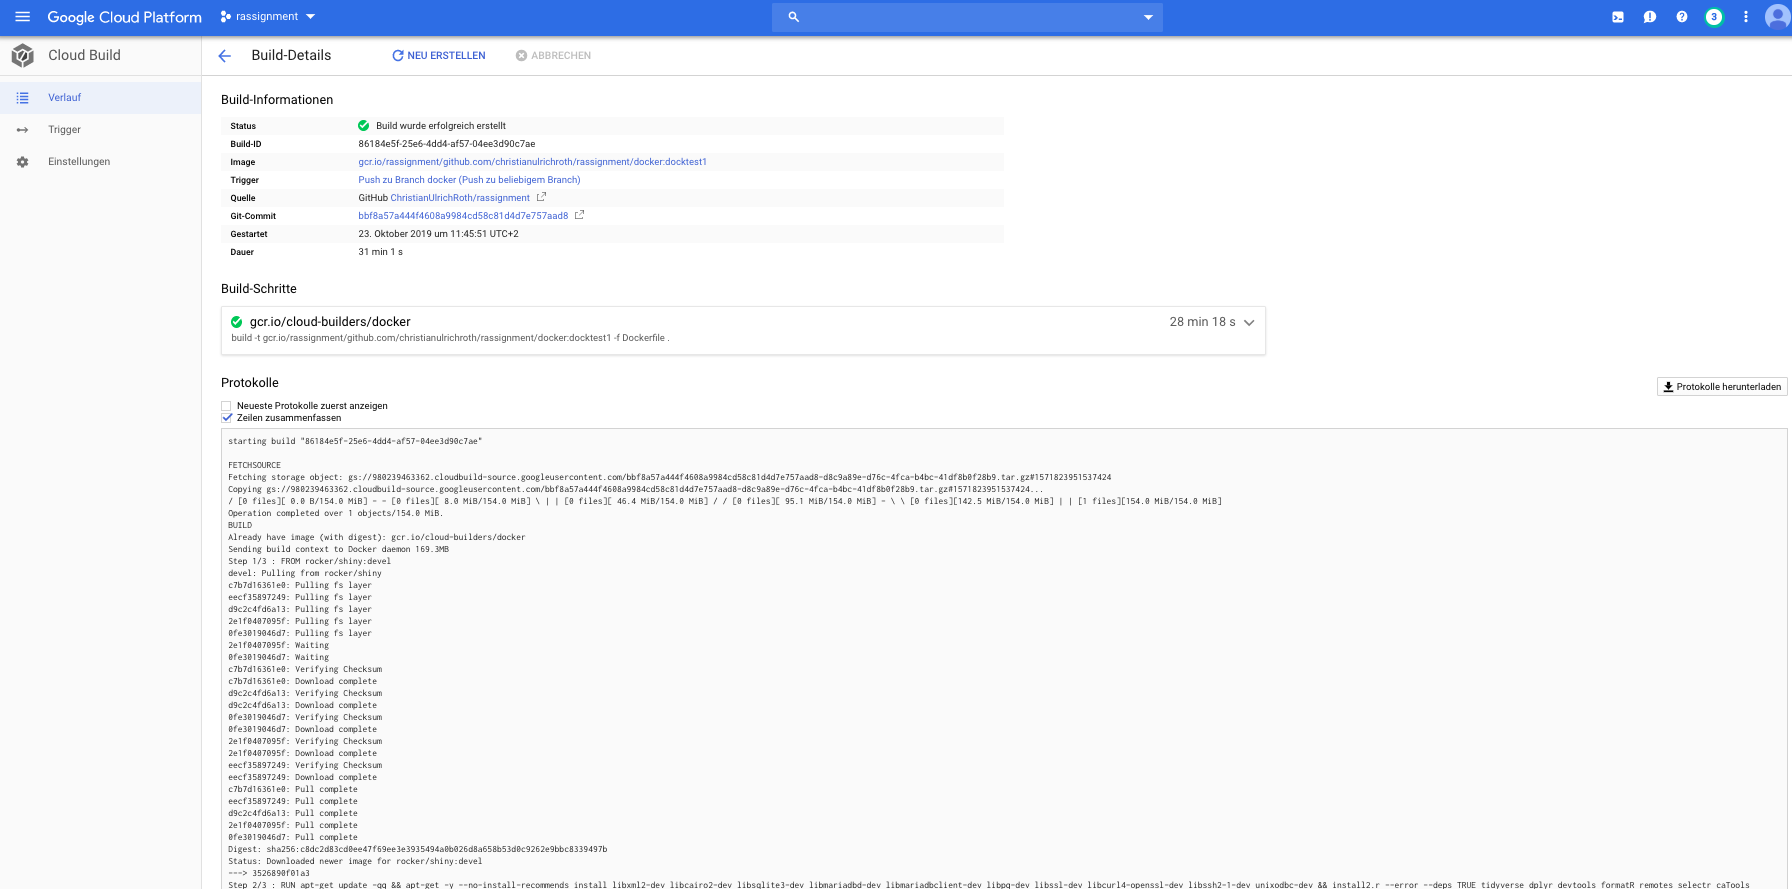 Google Cloud Platform rassignment 3
Cloud Build Build-Details NEU ERSTELLEN ABBRECHEN
Verlauf
Trigger
Einstellungen
Build-Informationen
Status Build wurde erfolgreich erstellt
Build-ID 86184e5f-25e6-4dd4-af57-04ee3d90c7ae
Image gcr.io/rassignment/github.com/christianulrichroth/rassignment/docker:docktest1
Trigger Push zu Branch docker (Push zu beliebigem Branch)
Quelle GitHub ChristianUlrichRoth/rassignment
Git-Commit bbf8a57a444f4608a9984cd58c81d4d7e757aad8
Gestartet 23. Oktober 2019 um 11:45:51 UTC+2
Dauer 31 min 1 s
Build-Schritte
gcr.io/cloud-builders/docker 28 min 18 s
build -t gcr.io/rassignment/github.com/christianulrichroth/rassignment/docker:docktest1 -f Dockerfile .
Protokolle Protokolle herunterladen
Neueste Protokolle zuerst anzeigen
Zeilen zusammenfassen
starting build "86184e5f-25e6-4dd4-af57-04ee3d90c7ae"
FETCHSOURCE
Fetching storage object: gs://980239463362.cloudbuild-source.googleusercontent.com/bbf8a57a444f4608a9984cd58c81d4d7e757aad8-d8c9a89e-d76c-4fca-b4bc-41df8b0f28b9.tar.gz#1571823951537424
Copying gs://980239463362.cloudbuild-source.googleusercontent.com/bbf8a57a444f4608a9984cd58c81d4d7e757aad8-d8c9a89e-d76c-4fca-b4bc-41df8b0f28b9.tar.gz#1571823951537424...
/ [0 files][ 0.0 B/154.0 MiB] - - [0 files][ 8.0 MiB/154.0 MiB] \ | | [0 files][ 46.4 MiB/154.0 MiB] / / [0 files][ 95.1 MiB/154.0 MiB] - \ \ [0 files][142.5 MiB/154.0 MiB] | | [1 files][154.0 MiB/154.0 MiB]
Operation completed over 1 objects/154.0 MiB.
BUILD
Already have image (with digest): gcr.io/cloud-builders/docker
Sending build context to Docker daemon 169.3MB
Step 1/3 : FROM rocker/shiny:devel
devel: Pulling from rocker/shiny
c7b7d16361e0: Pulling fs layer
eecf35897249: Pulling fs layer
d9c2c4fd6a13: Pulling fs layer
2e1f0407095f: Pulling fs layer
0fe3019046d7: Pulling fs layer
2e1f0407095f: Waiting
0fe3019046d7: Waiting
c7b7d16361e0: Verifying Checksum
c7b7d16361e0: Download complete
d9c2c4fd6a13: Verifying Checksum
d9c2c4fd6a13: Download complete
0fe3019046d7: Verifying Checksum
0fe3019046d7: Download complete
2e1f0407095f: Verifying Checksum
2e1f0407095f: Download complete
eecf35897249: Verifying Checksum
eecf35897249: Download complete
c7b7d16361e0: Pull complete
eecf35897249: Pull complete
d9c2c4fd6a13: Pull complete
2e1f0407095f: Pull complete
0fe3019046d7: Pull complete
Digest: sha256:c8dc2d83cd0ee47f69ee3e3935494a0b026d8a658b53d0c9262e9bbc8339497b
Status: Downloaded newer image for rocker/shiny:devel
---> 3526890f01a3
Step 2/3 : RUN apt-get update -qq && apt-get -y --no-install-recommends install libxml2-dev libcairo2-dev libsqlite3-dev libmariadbd-dev libmariadbclient-dev libpq-dev libssl-dev libcurl4-openssl-dev libssh2-1-dev unixodbc-dev && install2.r --error --deps TRUE tidyverse dplyr devtools formatR remotes selectr caTools